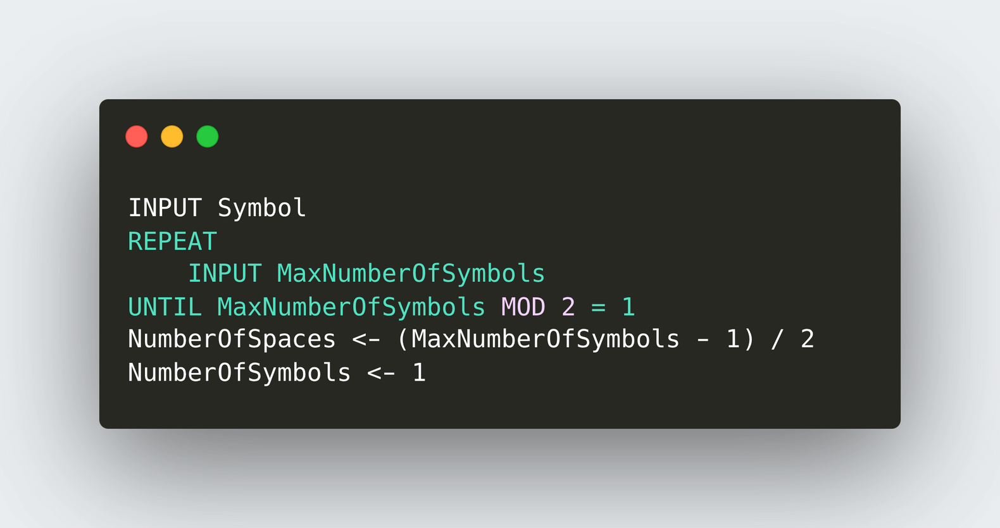 INPUT Symbol
REPEAT
    INPUT MaxNumberOfSymbols
UNTIL MaxNumberOfSymbols MOD 2 = 1
NumberOfSpaces <- (MaxNumberOfSymbols - 1) / 2
NumberOfSymbols <- 1